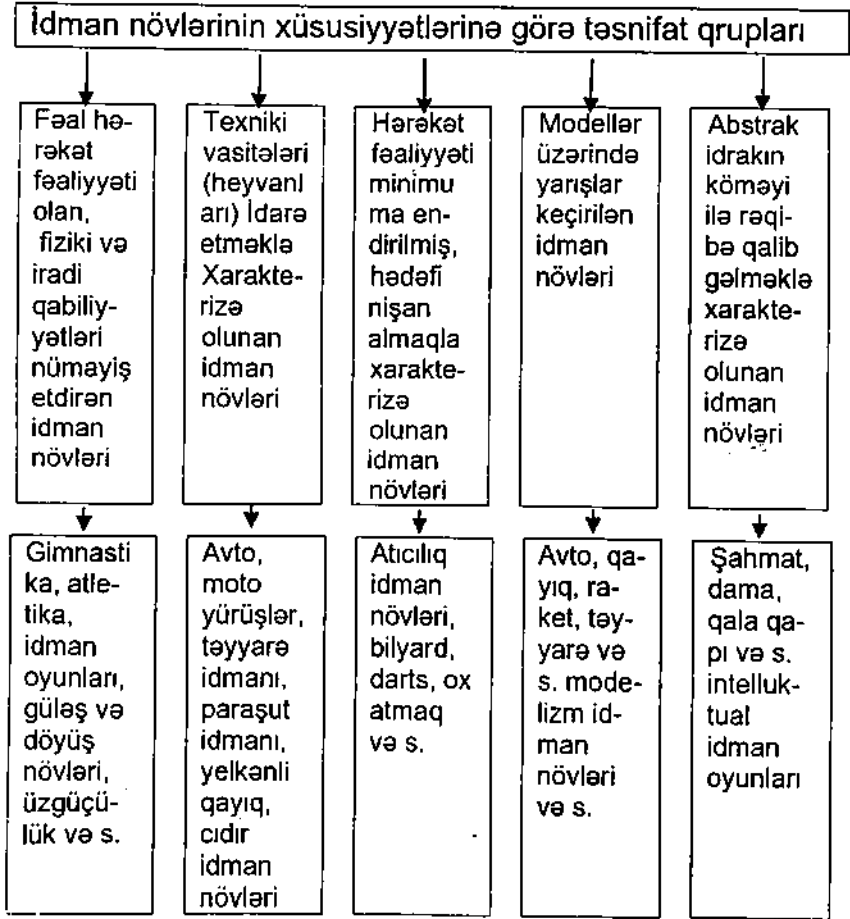 İdman növlərinin xüsusiyyətlərinə görə təsnifat qrupları
Fəal hə-
rəkət
fəaliyyəti
olan,
fiziki və
iradi
qabiliy-
yətləri
nümayiş
etdirən
idman
növləri
Texniki
vasitələri
(heyvanl
arı) İdarə
etməklə
Xarakte-
rizə
olunan
idman
növləri
Hərəkət
fəaliyyəti
minimu
ma en-
dirilmiş,
hədəfi
nişan
almaqla
xarakte-
rizə
olunan
idman
növləri
Modellər
üzərində
yarışlar
keçirilən
idman
növləri
Abstrak
idrakın
köməyi
ilə rəqi-
bə qalib
gəlməklə
xarakte-
rizə
olunan
idman
növləri
Gimnasti
ka, atle-
tika,
idman
oyunları,
güləş və
döyüş
növləri,
üzgüçü-
lük və s.
Avto,
moto
yürüşlər,
təyyarə
idmanı,
paraşut
idmanı,
yelkənli
qayıq,
cıdır
idman
növləri
Atıcılıq
idman
növləri,
bilyard,
darts, ox
atmaq
və s.
Avto, qa-
yıq, ra-
ket, təy-
yarə və
s. mode-
lizm id-
man
növləri
və s.
Şahmat,
dama,
qala qa-
pı və s.
intelluk-
tual
idman
oyunları